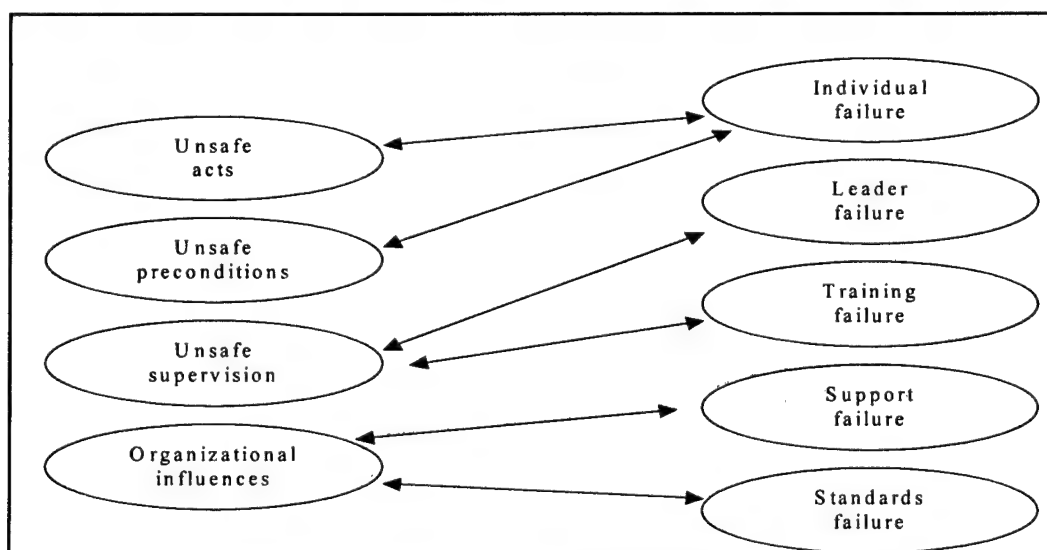 Unsafe
acts
Unsafe
preconditions
Unsafe
supervision
Organizational
influences
Individual
failure
Leader
failure
Training
failure
Support
failure
Standards
failure